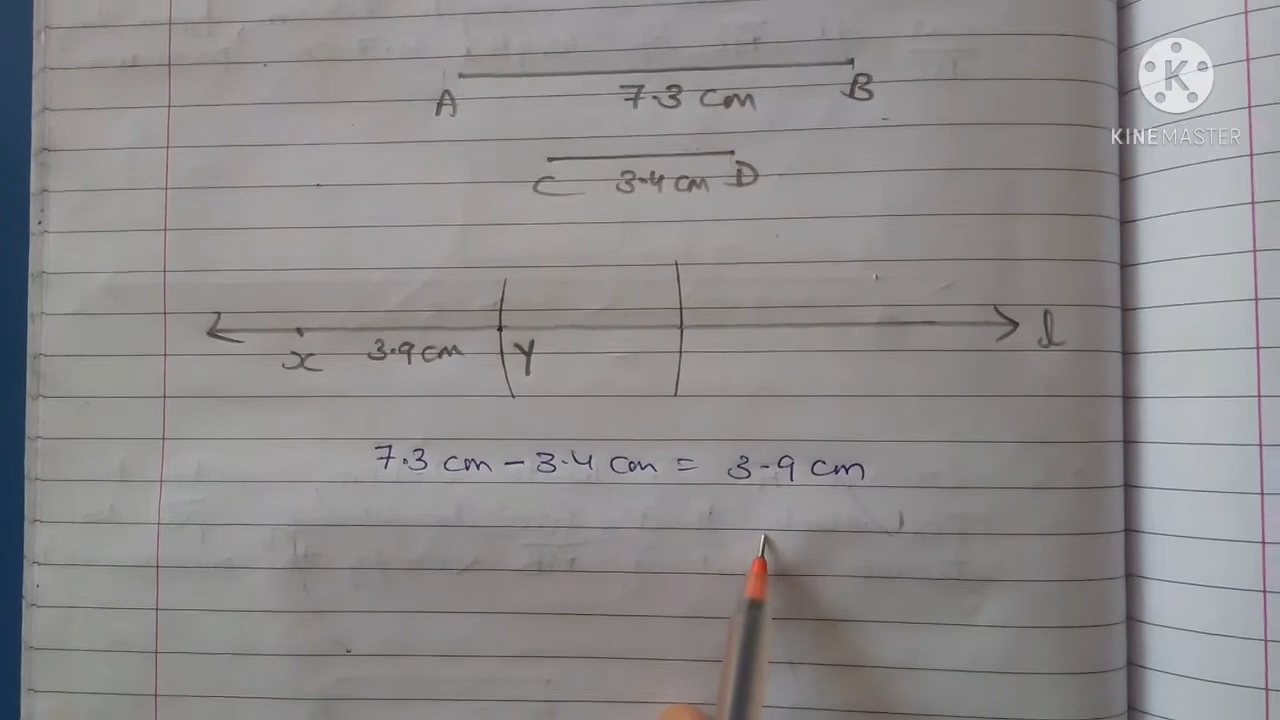 A 7.3 cm B
C 3.4 cm D
x 3.9 cm Y l
7.3 cm - 3.4 cm = 3-9 cm
K
KINEMASTER